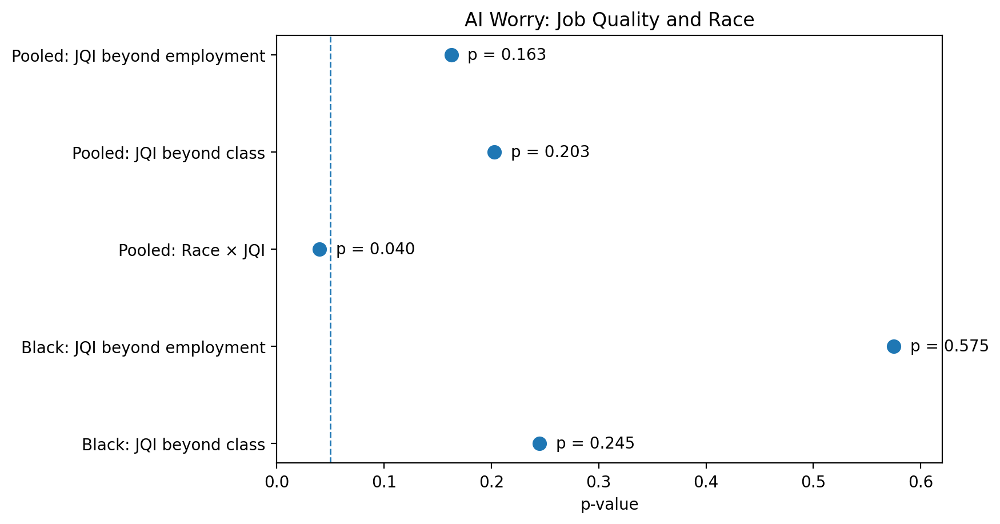 AI Worry: Job Quality and Race
Pooled: JQI beyond employment
p = 0.163
Pooled: JQI beyond class
p = 0.203
Pooled: Race × JQI
p = 0.040
Black: JQI beyond employment
p = 0.575
Black: JQI beyond class
p = 0.245
0.0 0.1 0.2 0.3 0.4 0.5 0.6
p-value